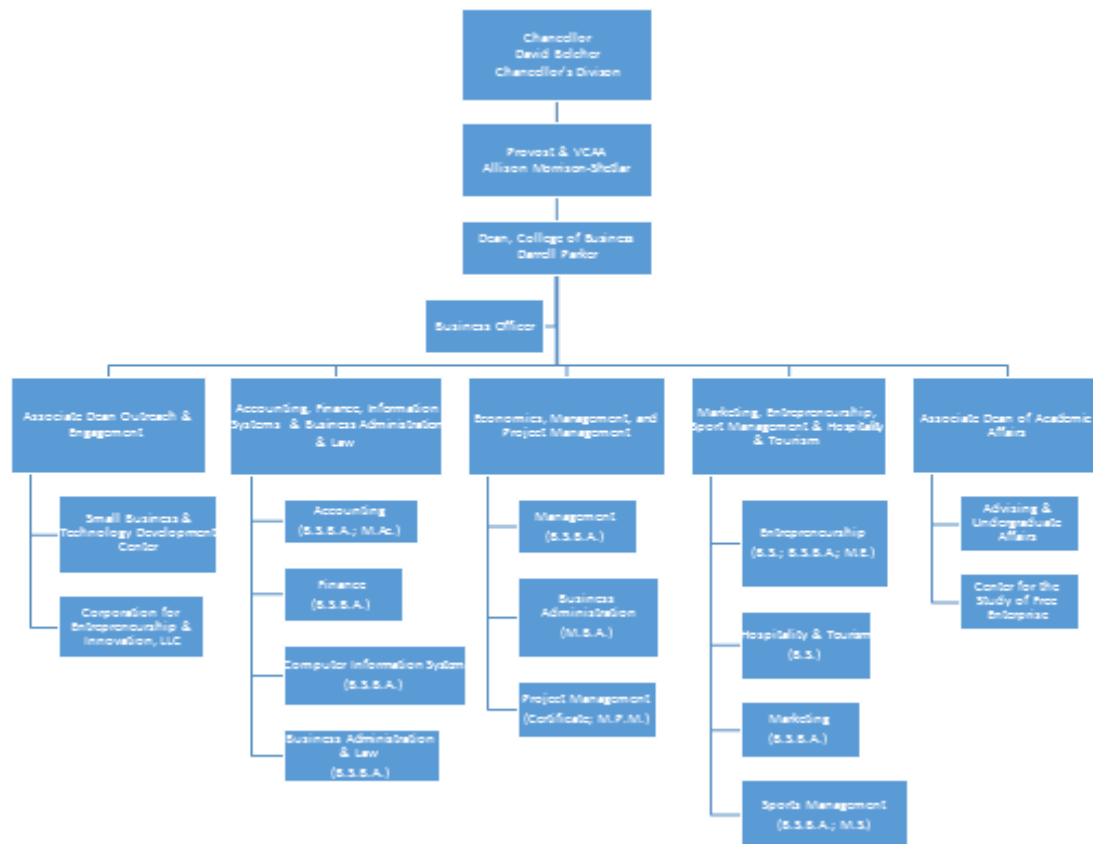 Chancellor
David Belcher
Chancellor's Divison
Provost & VCAA
Allison Morrison-Shetlar
Dean, College of Business
Darrell Parker
Business Officer
Associate Dean Outreach &
Engagement
Accounting, Finance, Information
Systems & Business Administration
& Law
Economics, Management, and
Project Management
Marketing, Entrepreneurship,
Sport Management & Hospitality
& Tourism
Associate Dean of Academic
Affairs
Small Business &
Technology Development
Center
Corporation for
Entrepreneurship &
Innovation, LLC
Accounting
(B.S.B.A.; M.Ac.)
Finance
(B.S.B.A.)
Computer Information System
(B.S.B.A.)
Business Administration
& Law
(B.S.B.A.)
Management
(B.S.B.A.)
Business
Administration
(M.B.A.)
Project Management
(Certificate; M.P.M.)
Entrepreneurship
(B.S.; B.S.B.A; M.E.)
Hospitality & Tourism
(B.S.)
Marketing
(B.S.B.A.)
Sports Management
(B.S.B.A.; M.S.)
Advising &
Undergraduate
Affairs
Center for the
Study of Free
Enterprise